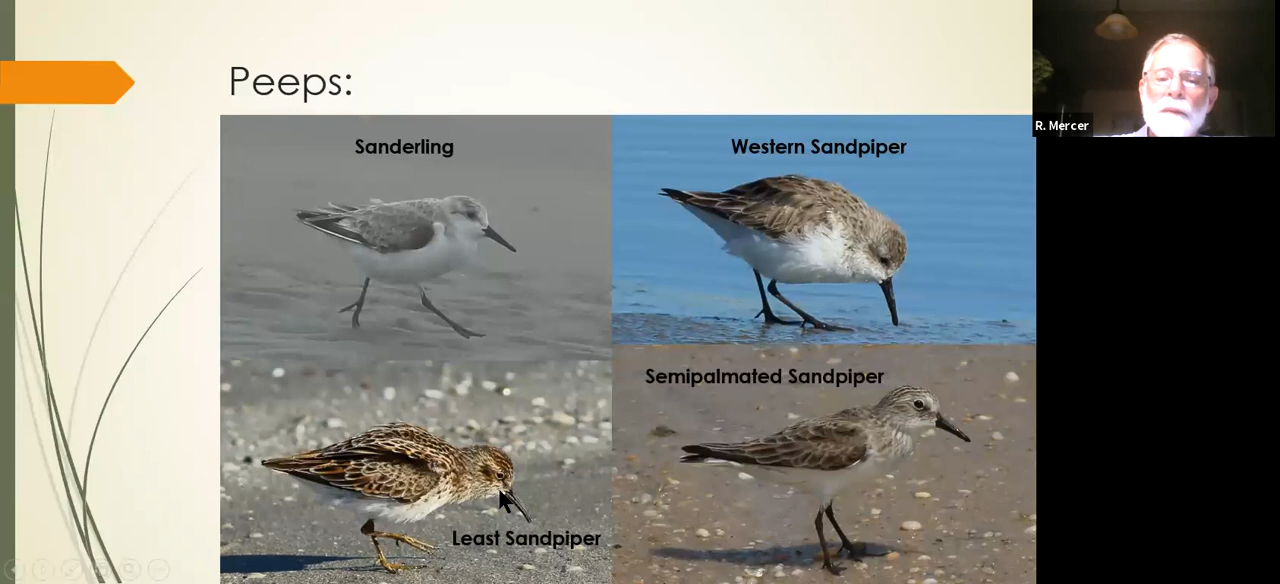 Peeps:
Sanderling
Western Sandpiper
R. Mercer
Semipalmated Sandpiper
Least Sandpiper